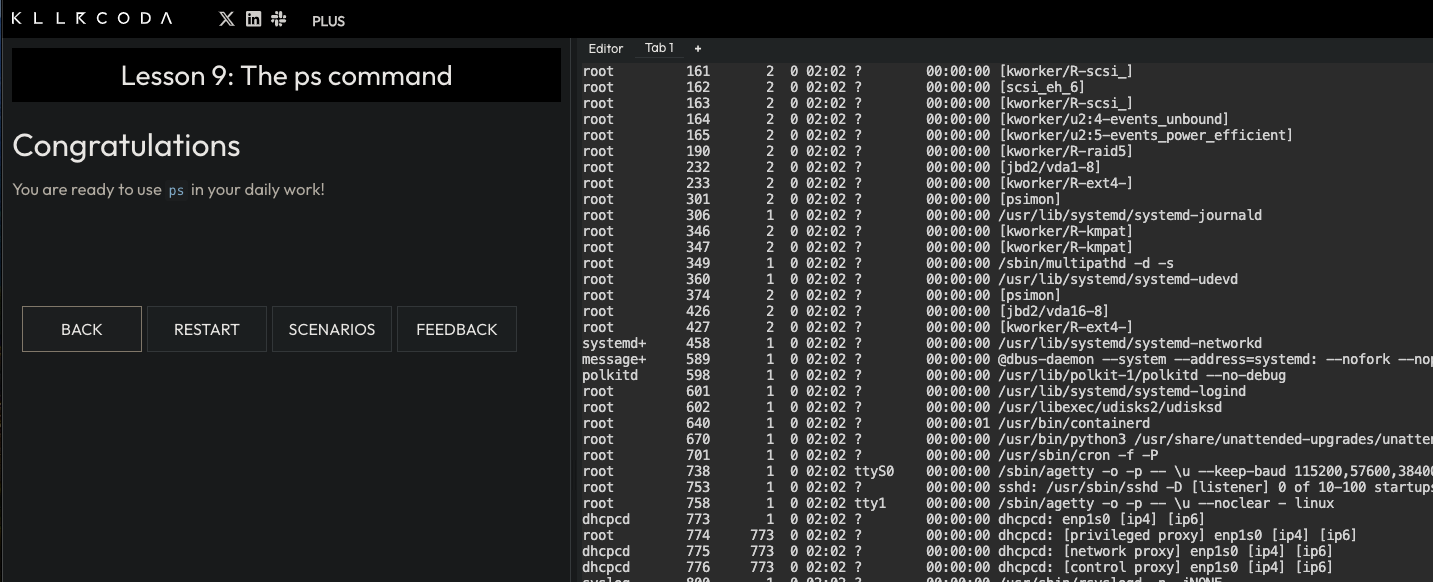 KLLRCODA PLUS
Lesson 9: The ps command
Congratulations
You are ready to use ps in your daily work!
BACK RESTART SCENARIOS FEEDBACK
Editor Tab 1 +
root 161 2 0 02:02 ? 00:00:00 [kworker/R-scsi_]
root 162 2 0 02:02 ? 00:00:00 [scsi_eh_6]
root 163 2 0 02:02 ? 00:00:00 [kworker/R-scsi_]
root 164 2 0 02:02 ? 00:00:00 [kworker/u2:4-events_unbound]
root 165 2 0 02:02 ? 00:00:00 [kworker/u2:5-events_power_efficient]
root 190 2 0 02:02 ? 00:00:00 [kworker/R-raid5]
root 232 2 0 02:02 ? 00:00:00 [jbd2/vda1-8]
root 233 2 0 02:02 ? 00:00:00 [kworker/R-ext4-]
root 301 2 0 02:02 ? 00:00:00 [psimon]
root 306 1 0 02:02 ? 00:00:00 /usr/lib/systemd/systemd-journald
root 346 2 0 02:02 ? 00:00:00 [kworker/R-kmpat]
root 347 2 0 02:02 ? 00:00:00 [kworker/R-kmpat]
root 349 1 0 02:02 ? 00:00:00 /sbin/multipathd -d -s
root 360 1 0 02:02 ? 00:00:00 /usr/lib/systemd/systemd-udevd
root 374 2 0 02:02 ? 00:00:00 [psimon]
root 426 2 0 02:02 ? 00:00:00 [jbd2/vda16-8]
root 427 2 0 02:02 ? 00:00:00 [kworker/R-ext4-]
systemd+ 458 1 0 02:02 ? 00:00:00 /usr/lib/systemd/systemd-networkd
message+ 589 1 0 02:02 ? 00:00:00 @dbus-daemon --system --address=systemd: --nofork --nop
polkitd 598 1 0 02:02 ? 00:00:00 /usr/lib/polkit-1/polkitd --no-debug
root 601 1 0 02:02 ? 00:00:00 /usr/lib/systemd/systemd-logind
root 602 1 0 02:02 ? 00:00:00 /usr/libexec/udisks2/udisksd
root 640 1 0 02:02 ? 00:00:01 /usr/bin/containerd
root 670 1 0 02:02 ? 00:00:00 /usr/bin/python3 /usr/share/unattended-upgrades/unatten
root 701 1 0 02:02 ? 00:00:00 /usr/sbin/cron -f -P
root 738 1 0 02:02 ttyS0 00:00:00 /sbin/agetty -o -p -- \u --keep-baud 115200,57600,38400
root 753 1 0 02:02 ? 00:00:00 sshd: /usr/sbin/sshd -D [listener] 0 of 10-100 startups
root 758 1 0 02:02 tty1 00:00:00 /sbin/agetty -o -p -- \u --noclear - linux
dhcpcd 773 1 0 02:02 ? 00:00:00 dhcpcd: enp1s0 [ip4] [ip6]
root 774 773 0 02:02 ? 00:00:00 dhcpcd: [privileged proxy] enp1s0 [ip4] [ip6]
dhcpcd 775 773 0 02:02 ? 00:00:00 dhcpcd: [network proxy] enp1s0 [ip4] [ip6]
dhcpcd 776 773 0 02:02 ? 00:00:00 dhcpcd: [control proxy] enp1s0 [ip4] [ip6]